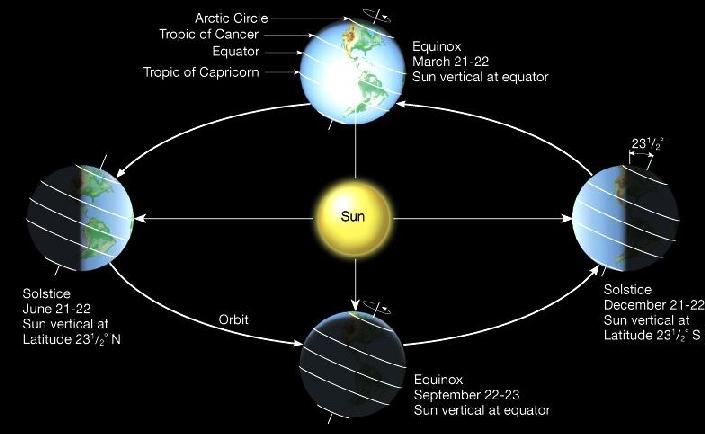 Arctic Circle
Tropic of Cancer
Equator
Tropic of Capricorn
Equinox
March 21-22
Sun vertical at equator
23 1/2°
Sun
Solstice
June 21-22
Sun vertical at
Latitude 23 1/2° N
Orbit
Solstice
December 21-22
Sun vertical at
Latitude 23 1/2° S
Equinox
September 22-23
Sun vertical at equator